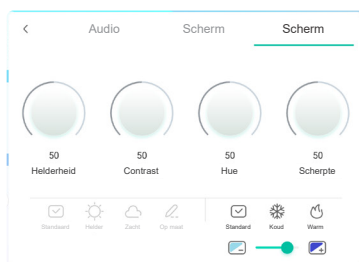 Audio Scherm Scherm
50 50 50 50
Helderheid Contrast Hue Scherpte
Standaard Helder Zacht Op maat Standard Koud Warm